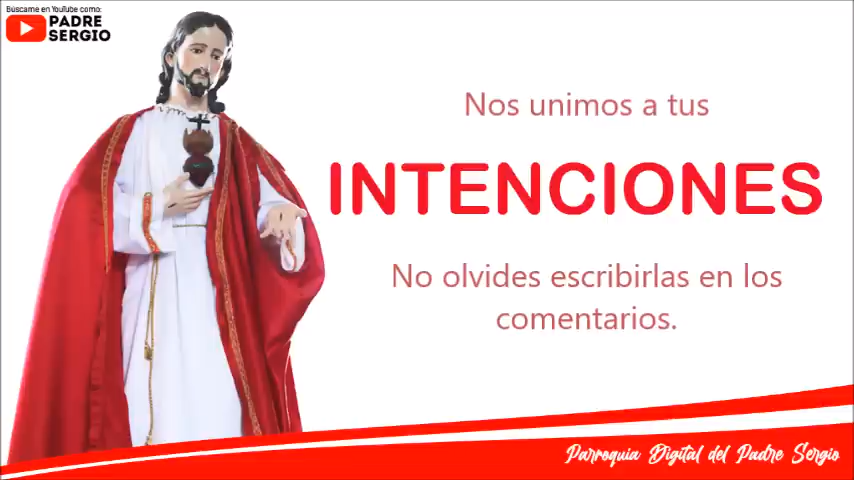 Búscame en YouTube como:
PADRE
SERGIO
Nos unimos a tus
INTENCIONES
No olvides escribirlas en los
comentarios.
Parroquia Digital del Padre Sergio